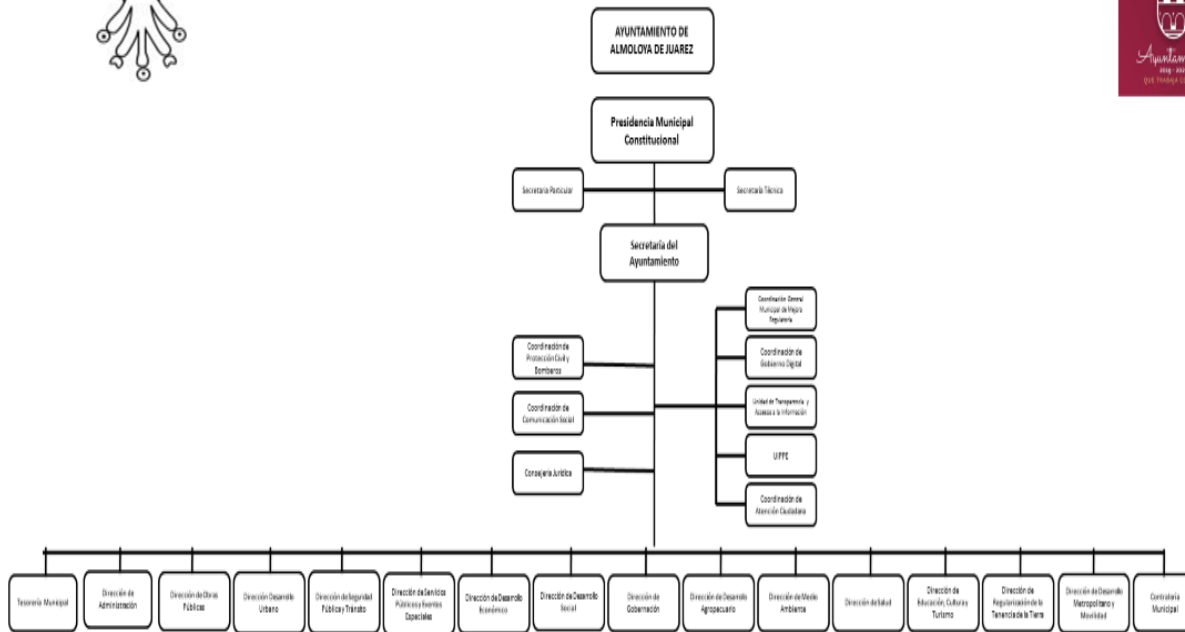 AYUNTAMIENTO DE
ALMOLOYA DE JUAREZ
Presidencia Municipal
Constitucional
Secretaría Particular
Secretaría Técnica
Secretaría del
Ayuntamiento
Coordinación General
Municipal de Mejora
Regulatoria
Coordinación de
Protección Civil y
Bomberos
Coordinación de
Gobierno Digital
Coordinación de
Comunicación Social
Unidad de Transparencia y
Acceso a la Información
Consejería Jurídica
UIPPE
Coordinación de
Atención Ciudadana
Tesorería Municipal
Dirección de
Administración
Dirección de Obras
Públicas
Dirección Desarrollo
Urbano
Dirección de Seguridad
Pública y Tránsito
Dirección de Servicios
Públicos y Eventos
Especiales
Dirección de Desarrollo
Económico
Dirección de Desarrollo
Social
Dirección de
Gobernación
Dirección de Desarrollo
Agropecuario
Dirección de Medio
Ambiente
Dirección de Salud
Dirección de
Educación, Cultura y
Turismo
Dirección de
Regularización de la
Tenencia de la Tierra
Dirección de Desarrollo
Metropolitano y
Movilidad
Contraloría
Municipal
QUE TRABAJA